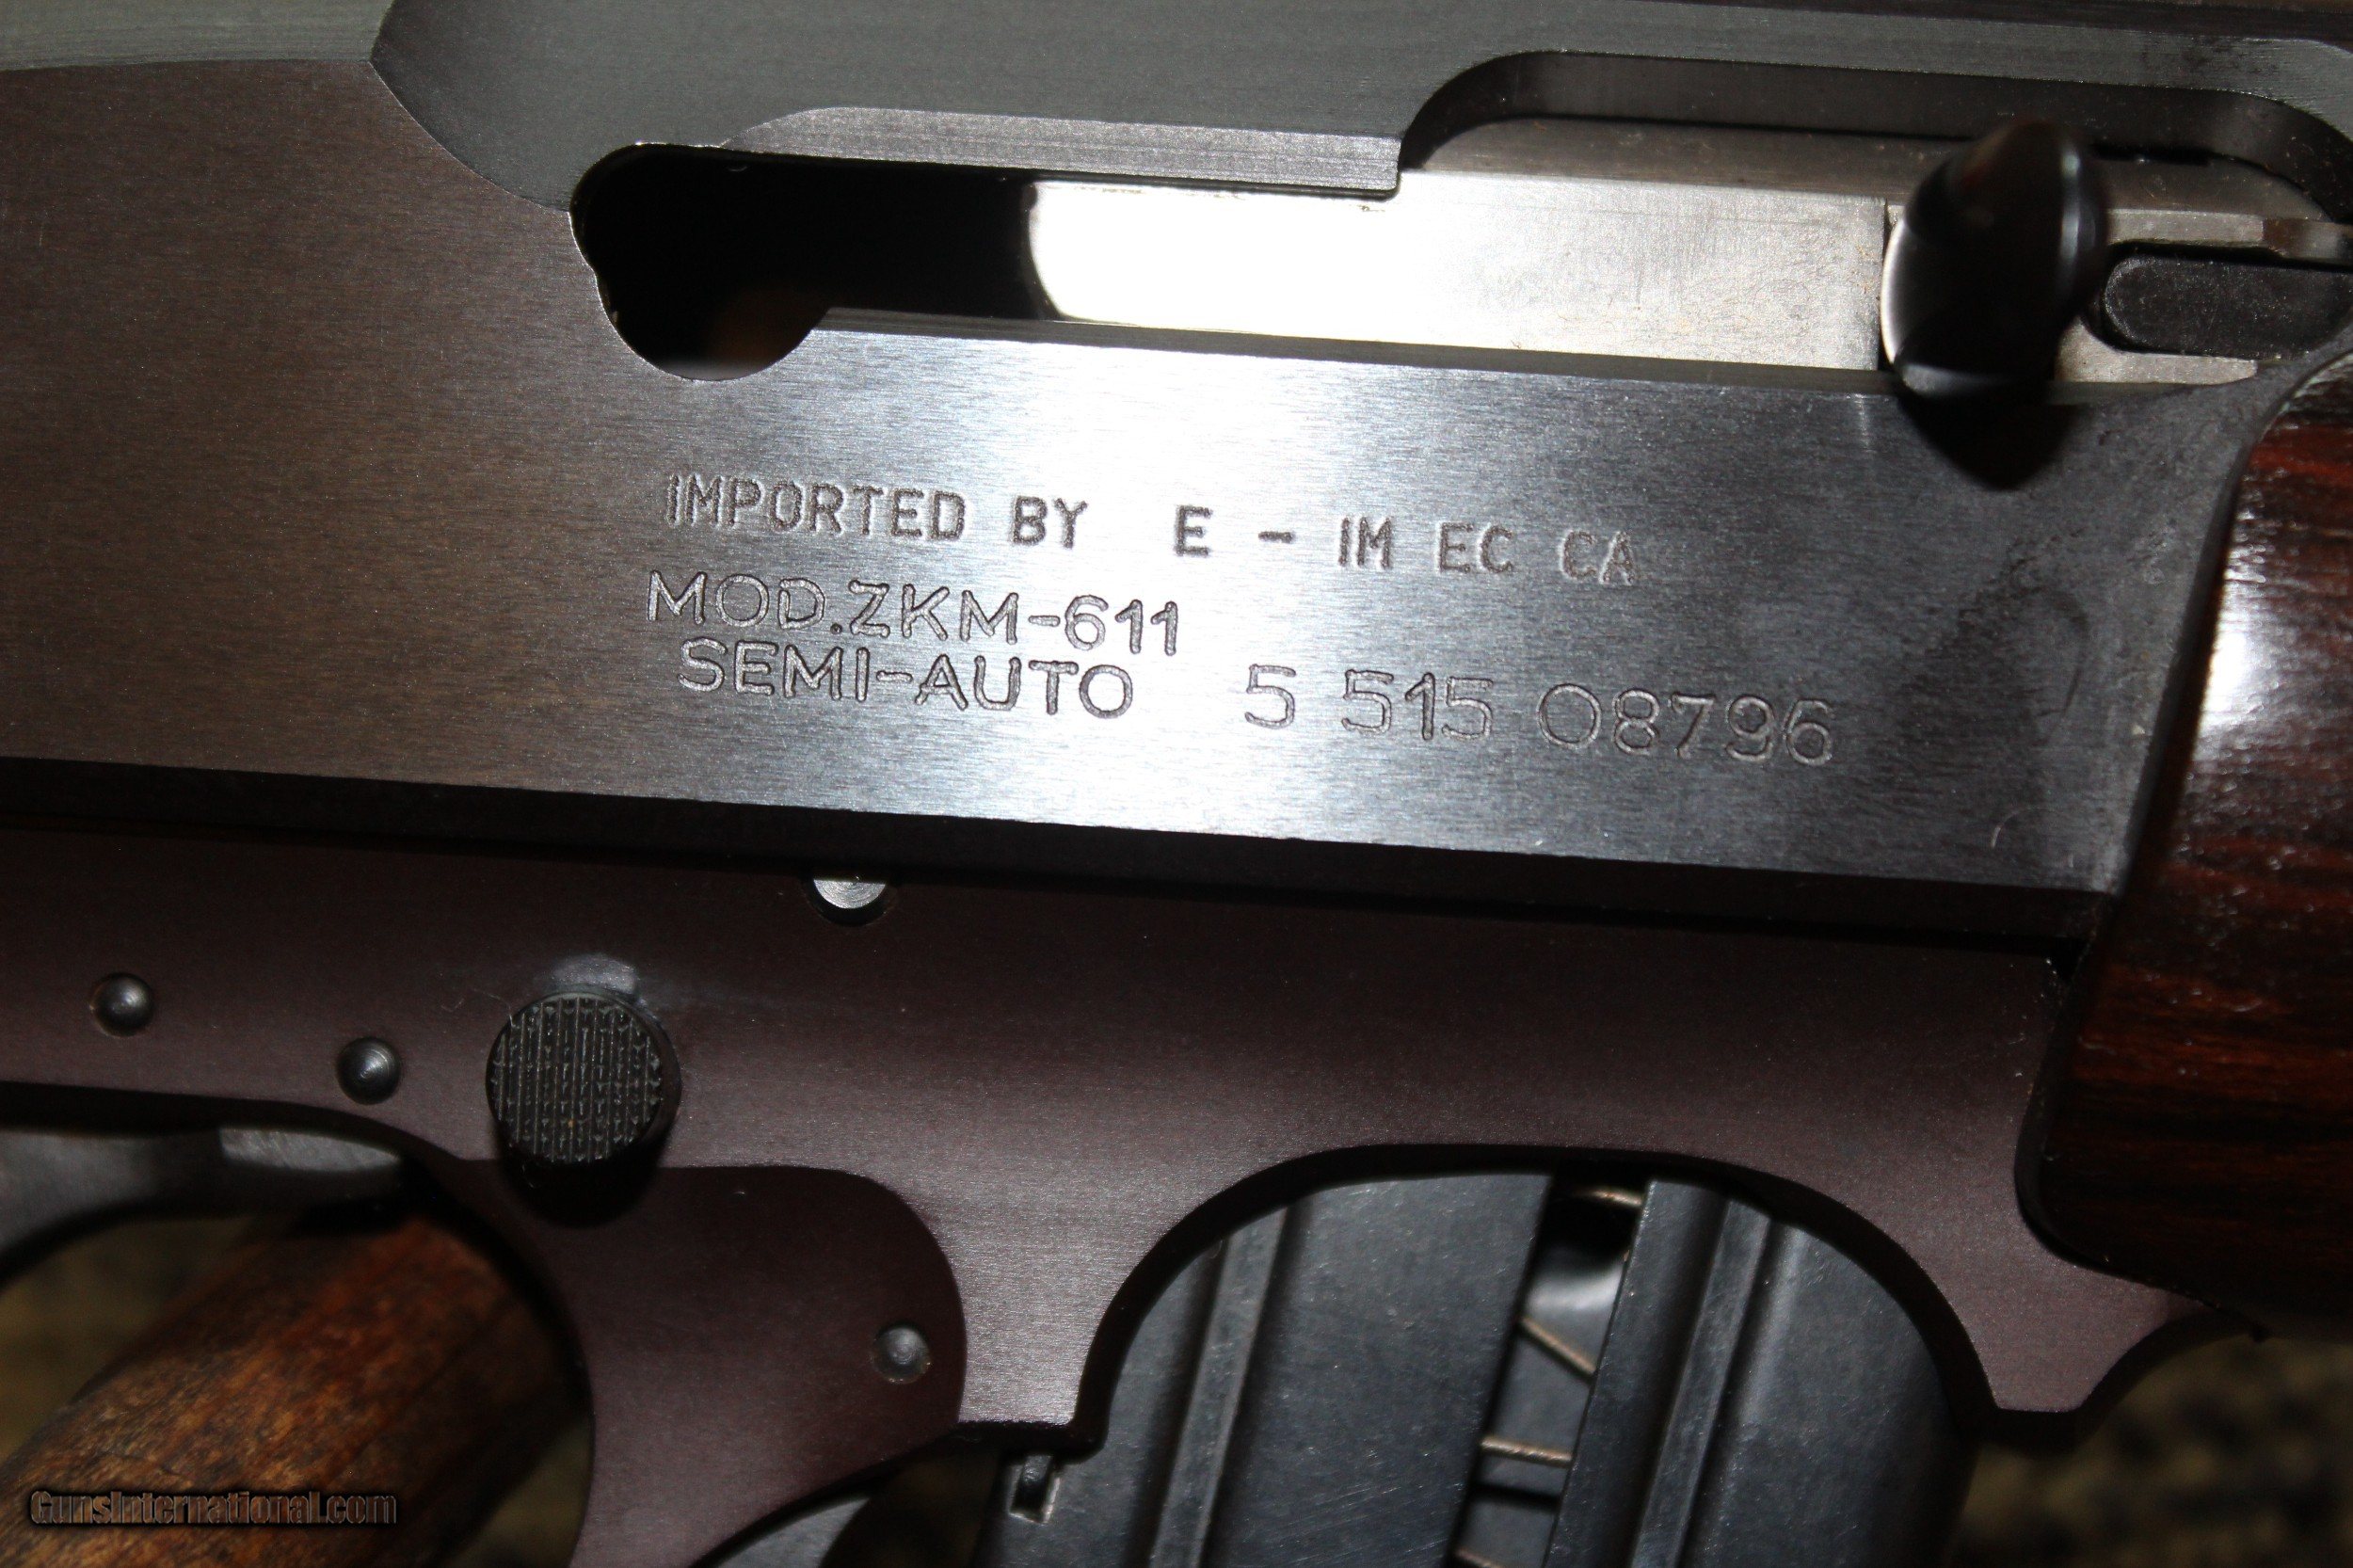 IMPORTED BY E - IM EC CA
MOD.ZKM-611
SEMI-AUTO 5 515 08796
GunsInternational.com